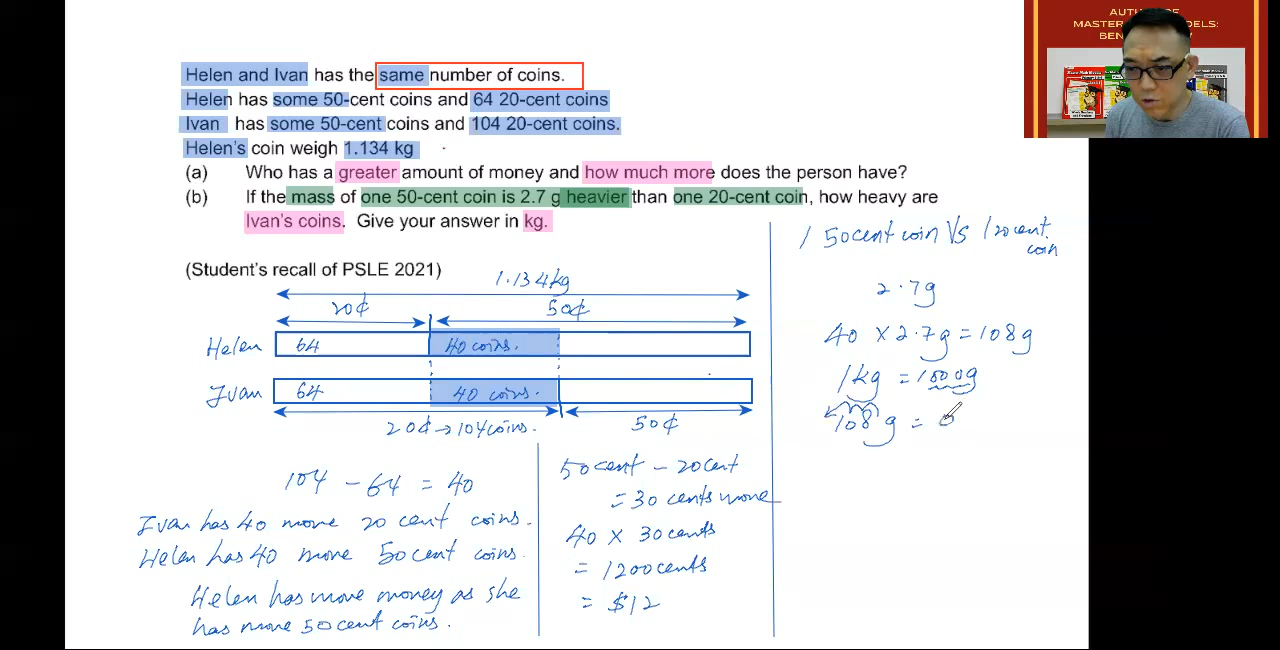 AUTH
MASTER DELS:
BEN
Helen and Ivan has the same number of coins.
Helen has some 50-cent coins and 64 20-cent coins
Ivan has some 50-cent coins and 104 20-cent coins.
Helen's coin weigh 1.134 kg
(a) Who has a greater amount of money and how much more does the person have?
(b) If the mass of one 50-cent coin is 2.7 g heavier than one 20-cent coin, how heavy are
Ivan's coins. Give your answer in kg.
(Student's recall of PSLE 2021)
1.134kg
20¢ 50¢
Helen 64 40 coins.
Ivan 64 40 coins.
20¢→104coins. 50¢
104 - 64 = 40
Ivan has 40 more 20 cent coins.
Helen has 40 more 50 cent coins.
Helen has more money as she
has more 50 cent coins.
50 cent - 20 cent
= 30 cents more
40 × 30 cents
= 1200 cents
= $12
1 50 cent coin Vs 1 20 cent
coin
2.7g
40 × 2.7g = 108g
1kg = 1000g
108g = 0